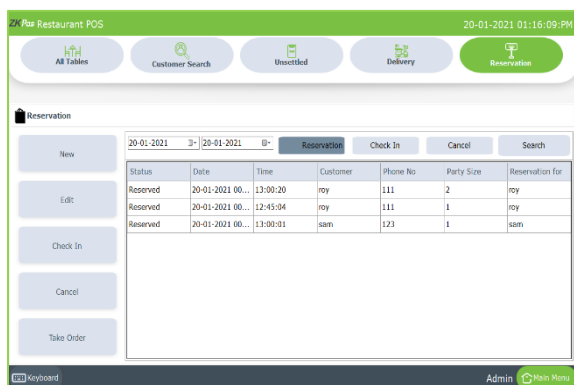 ZKPos Restaurant POS 20-01-2021 01:16:09:PM
All Tables Customer Search Unsettled Delivery Reservation
Reservation
20-01-2021 20-01-2021 Reservation Check In Cancel Search
New
Edit
Check In
Cancel
Take Order
Status Date Time Customer Phone No Party Size Reservation for
Reserved 20-01-2021 00... 13:00:20 roy 111 2 roy
Reserved 20-01-2021 00... 12:45:04 roy 111 1 roy
Reserved 20-01-2021 00... 13:00:01 sam 123 1 sam
Keyboard Admin Main Menu